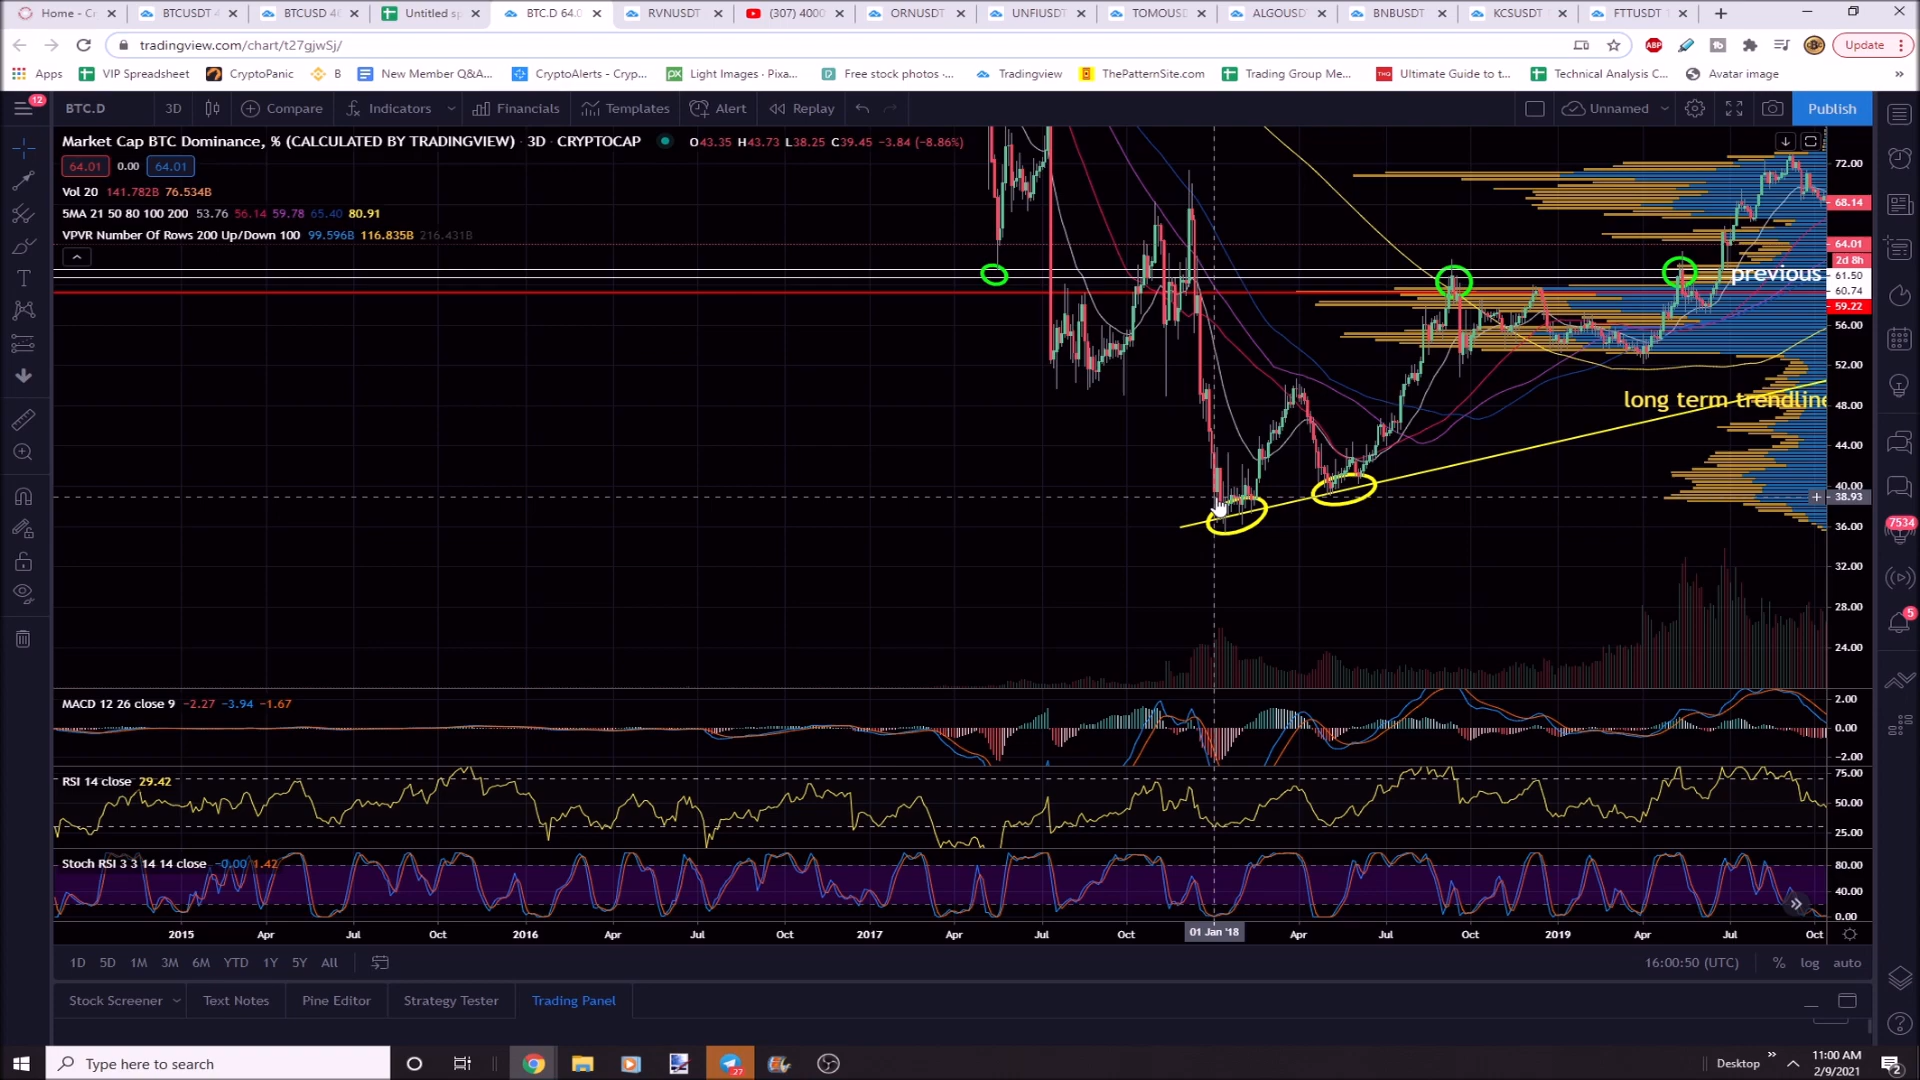 Home - Cr
BTCUSDT 4
BTCUSD 4
Untitled s
BTC.D 64.
RVNUSDT
(307) 4000
ORNUSDT
UNFIUSDT
TOMOUSD
ALGOUSD
BNBUSDT
KCSUSDT
FTTUSDT
tradingview.com/chart/t27gjwSj/
ABP
Update
Apps
VIP Spreadsheet
CryptoPanic
B
New Member Q&A...
CryptoAlerts - Cryp...
Light Images - Pixa...
Free stock photos -...
Tradingview
ThePatternSite.com
Trading Group Me...
Ultimate Guide to t...
Technical Analysis C...
Avatar image
12
BTC.D
3D
Compare
Indicators
Financials
Templates
Alert
Replay
Unnamed
Publish
Market Cap BTC Dominance, % (CALCULATED BY TRADINGVIEW) 3D CRYPTOCAP
O43.35 H43.73 L38.25 C39.45 -3.84 (-8.86%)
64.01 0.00 64.01
Vol 20 141.782B 76.534B
5MA 21 50 80 100 200 53.76 56.14 59.78 65.40 80.91
VPVR Number Of Rows 200 Up/Down 100 99.596B 116.835B 216.431B
previous
long term trendline
72.00
68.14
64.01
2d 8h
61.50
60.74
59.22
56.00
52.00
48.00
44.00
40.00
38.93
36.00
32.00
28.00
24.00
7534
5
MACD 12 26 close 9 -2.27 -3.94 -1.67
2.00
0.00
-2.00
RSI 14 close 29.42
75.00
50.00
25.00
Stoch RSI 3 3 14 14 close -0.00 1.42
80.00
40.00
0.00
2015 Apr Jul Oct 2016 Apr Jul Oct 2017 Apr Jul Oct 01 Jan '18 Apr Jul Oct 2019 Apr Jul Oct
1D 5D 1M 3M 6M YTD 1Y 5Y All
16:00:50 (UTC) % log auto
Stock Screener Text Notes Pine Editor Strategy Tester Trading Panel
Type here to search
27
Desktop
11:00 AM
2/9/2021
2